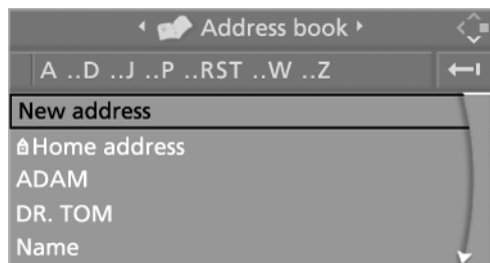 Address book
A ..D ..J ..P ..RST ..W ..Z
New address
Home address
ADAM
DR. TOM
Name